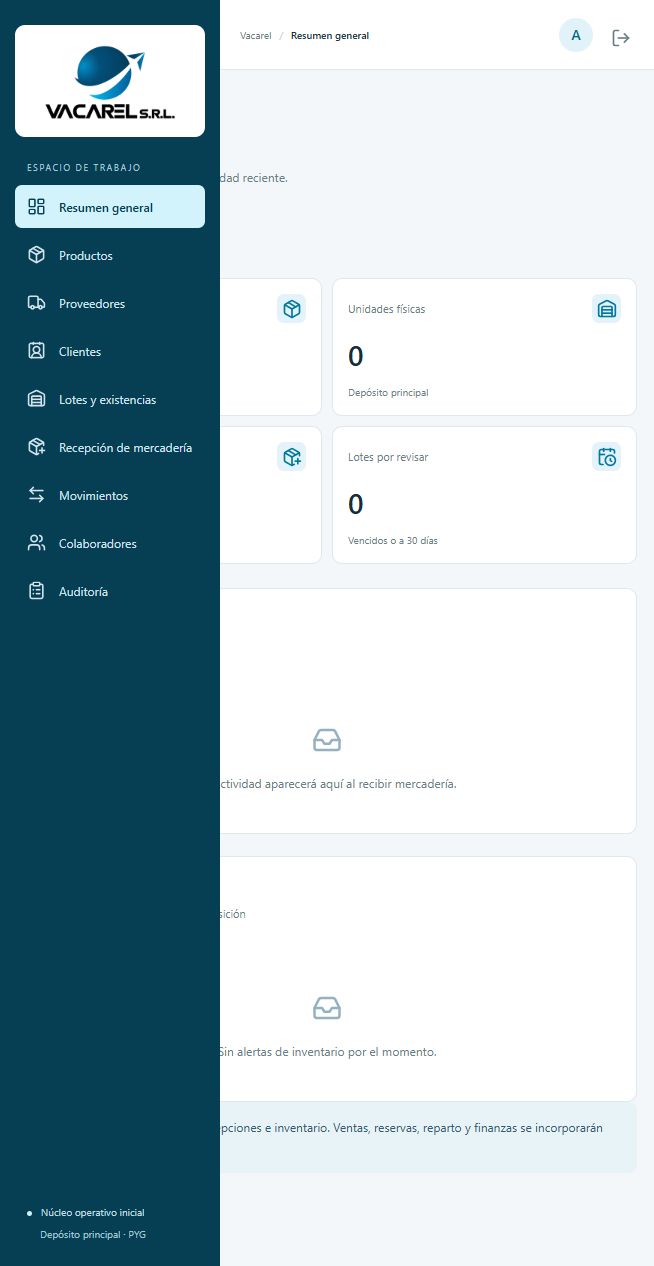 VACAREL S.R.L.
Vacarel / Resumen general
A
ESPACIO DE TRABAJO
Resumen general
Productos
Proveedores
Clientes
Lotes y existencias
Recepción de mercadería
Movimientos
Colaboradores
Auditoría
Núcleo operativo inicial
Depósito principal · PYG
dad reciente.
Unidades físicas
0
Depósito principal
Lotes por revisar
0
Vencidos o a 30 días
ctividad aparecerá aquí al recibir mercadería.
sición
Sin alertas de inventario por el momento.
pciones e inventario. Ventas, reservas, reparto y finanzas se incorporarán